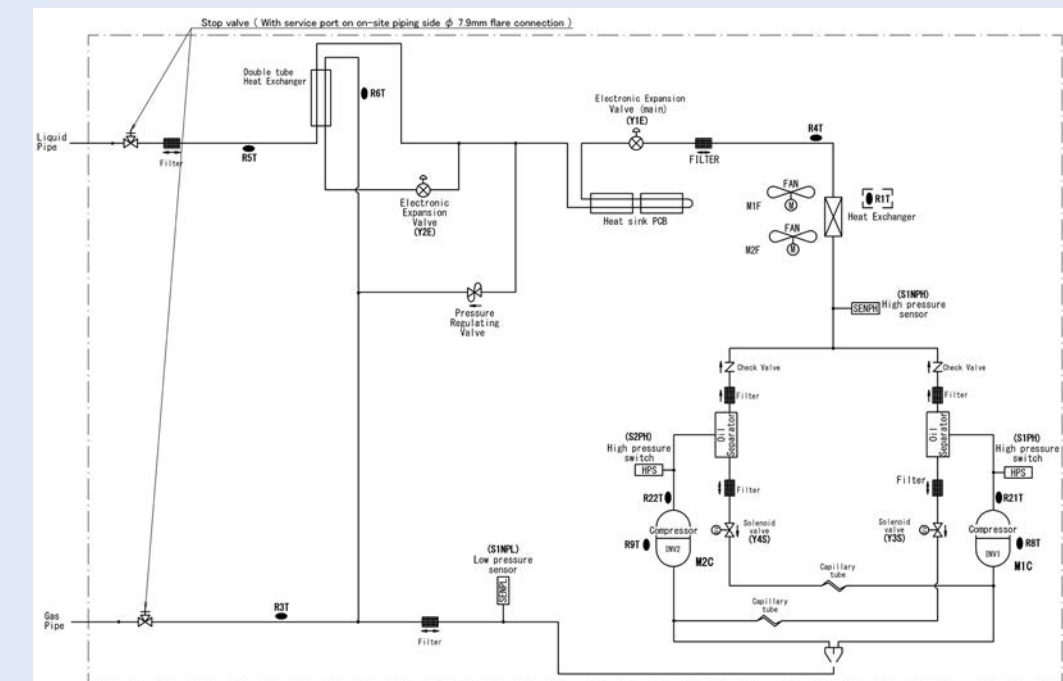 Stop valve ( With service port on on-site piping side φ 7.9mm flare connection )
Double tube
Heat Exchanger
R6T
Electronic Expansion
Valve (main)
(Y1E)
R4T
Liquid
Pipe
Filter
R5T
FILTER
Electronic
Expansion
Valve
(Y2E)
Heat sink PCB
FAN
M1F
M
R1T
Heat Exchanger
FAN
M2F
M
Pressure
Regulating
Valve
(S1NPH)
SENPH
High pressure
sensor
Check Valve
Check Valve
Filter
Filter
Oil
Separator
Oil
Separator
(S2PH)
High pressure
switch
HPS
(S1PH)
High pressure
switch
HPS
Filter
Filter
R22T
R21T
Compressor
INV2
R9T
M2C
S
Solenoid
valve
(Y4S)
Solenoid
valve
(Y3S)
S
Compressor
INV1
R8T
M1C
(S1NPL)
Low pressure
sensor
SENPL
Capillary
tube
Capillary
tube
Gas
Pipe
R3T
Filter